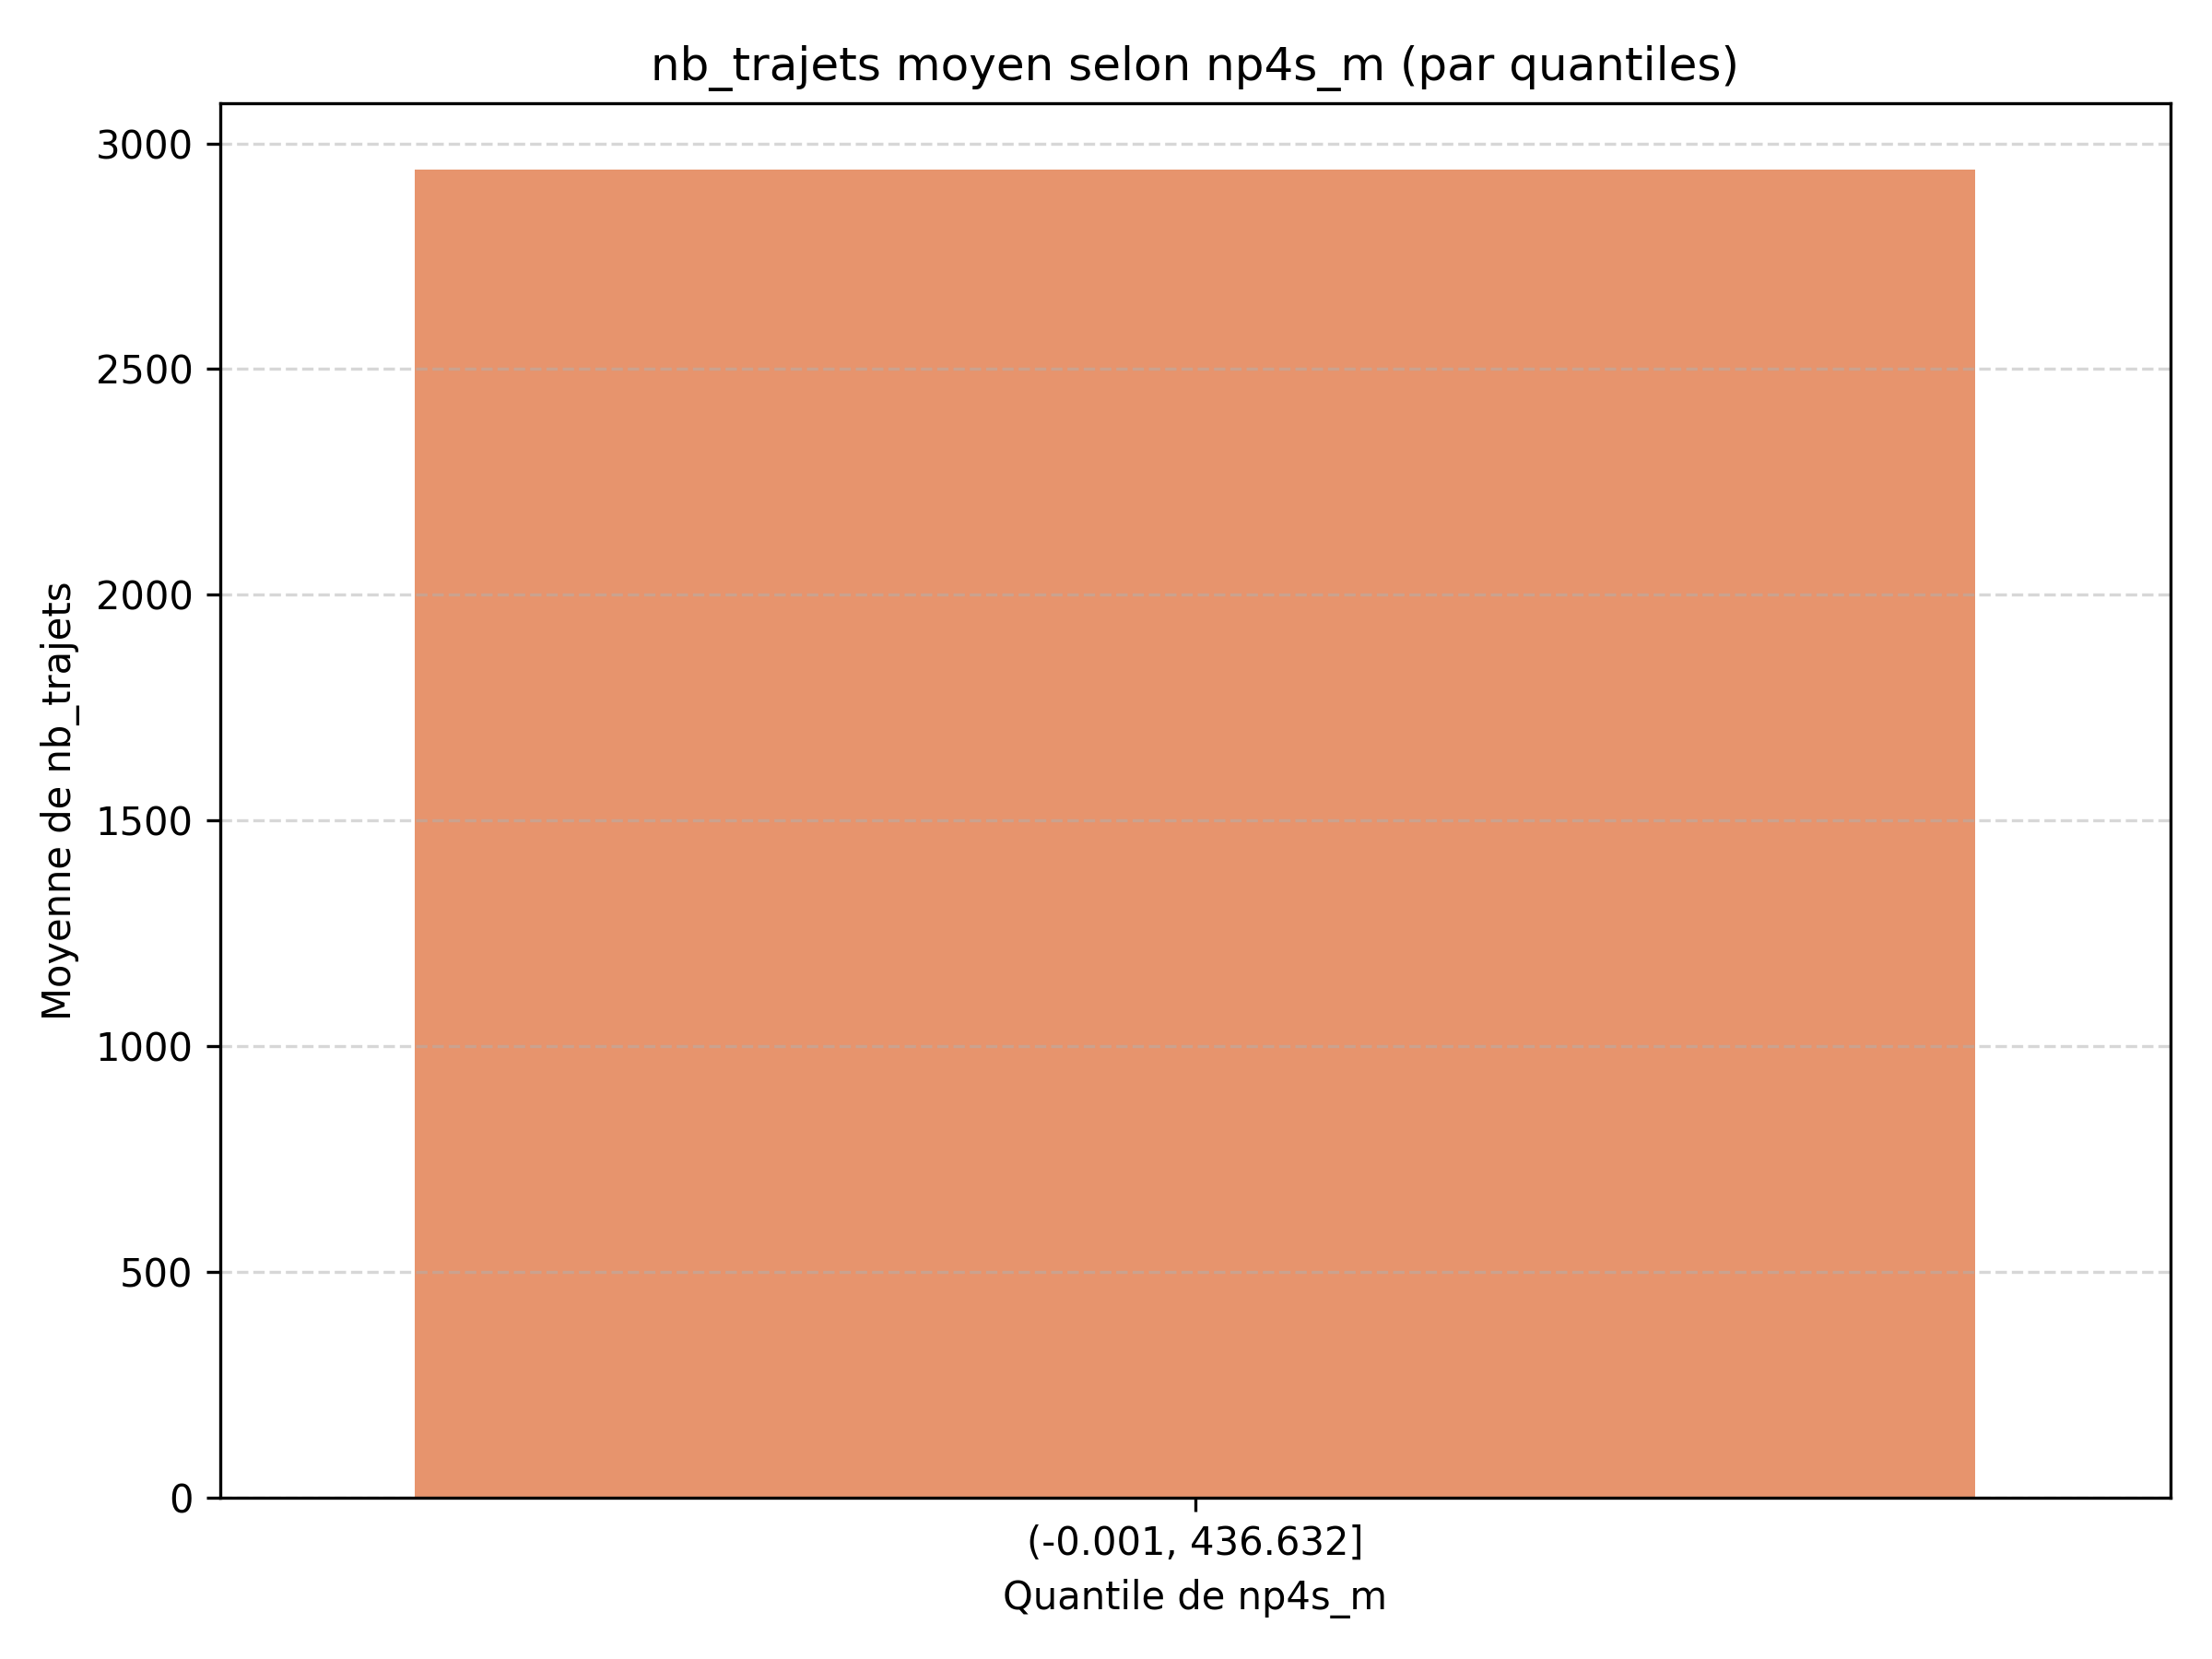 nb_trajets moyen selon np4s_m (par quantiles)
3000
2500
2000
1500
1000
500
0
Moyenne de nb_trajets
(-0.001, 436.632]
Quantile de np4s_m